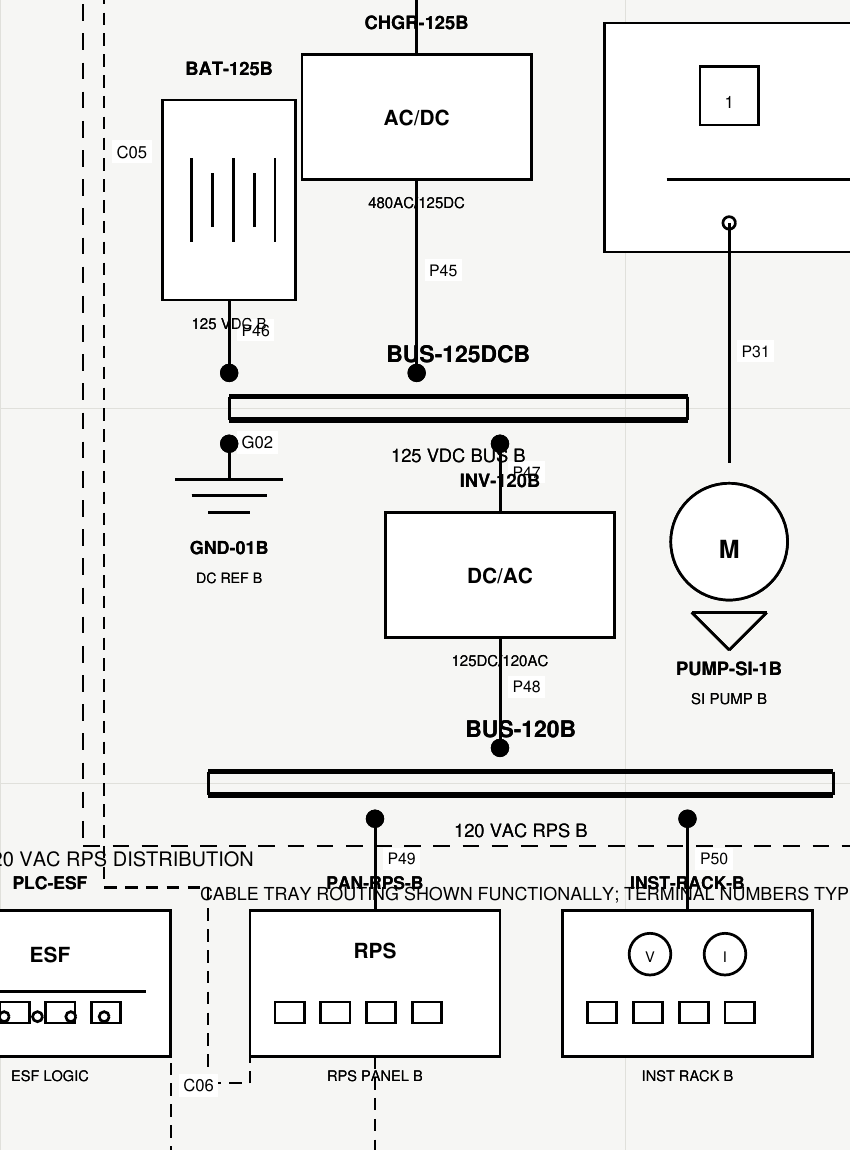 CHGR-125B
BAT-125B
AC/DC
1
C05
480AC/125DC
P45
125 VDC B
P46
BUS-125DCB
P31
G02
125 VDC BUS B
P47
INV-120B
GND-01B
DC REF B
DC/AC
M
125DC/120AC
PUMP-SI-1B
P48
SI PUMP B
BUS-120B
120 VAC RPS B
20 VAC RPS DISTRIBUTION
P49
P50
PLC-ESF
PAN-RPS-B
INST-RACK-B
CABLE TRAY ROUTING SHOWN FUNCTIONALLY; TERMINAL NUMBERS TYP
ESF
RPS
V
I
ESF LOGIC
RPS PANEL B
INST RACK B
C06